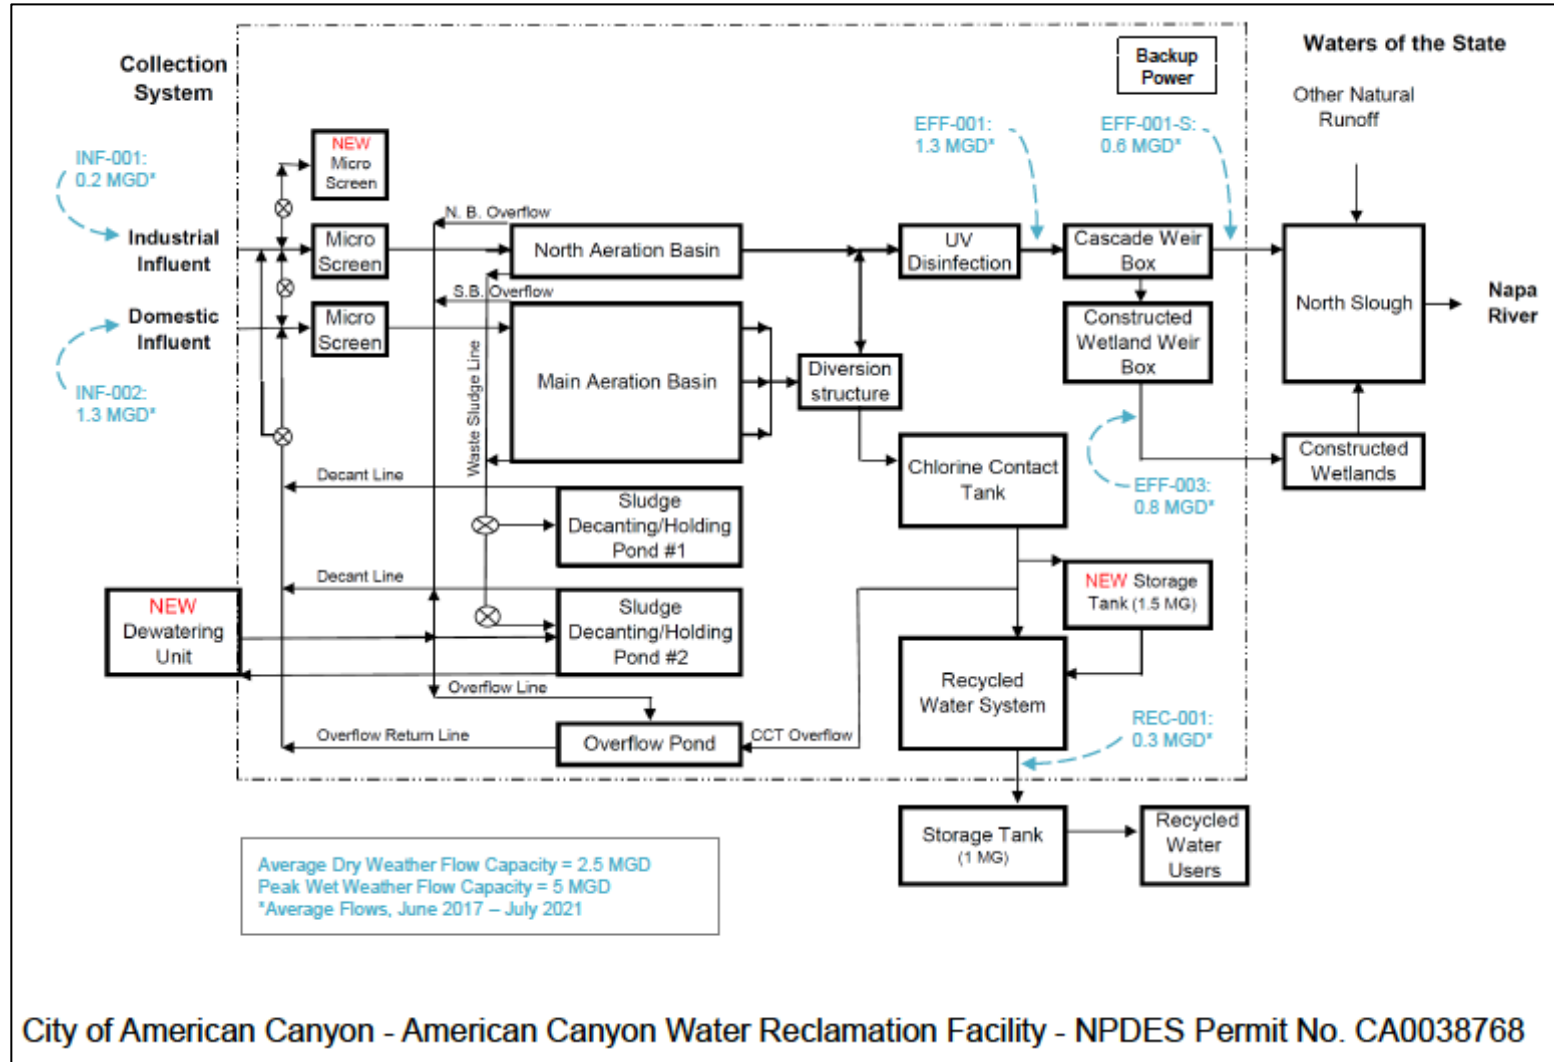 Collection
System
Backup
Power
Waters of the State
Other Natural
Runoff
INF-001:
0.2 MGD*
NEW
Micro
Screen
EFF-001:
1.3 MGD*
EFF-001-S:
0.6 MGD*
N. B. Overflow
Industrial
Influent
Micro
Screen
North Aeration Basin
UV
Disinfection
Cascade Weir
Box
North Slough
Napa
River
S.B. Overflow
Domestic
Influent
Micro
Screen
Main Aeration Basin
Constructed
Wetland Weir
Box
Diversion
structure
INF-002:
1.3 MGD*
Waste Sludge Line
Chlorine Contact
Tank
Constructed
Wetlands
EFF-003:
0.8 MGD*
Decant Line
Sludge
Decanting/Holding
Pond #1
Decant Line
NEW Storage
Tank (1.5 MG)
NEW
Dewatering
Unit
Sludge
Decanting/Holding
Pond #2
Recycled
Water System
Overflow Line
REC-001:
0.3 MGD*
Overflow Return Line
Overflow Pond
CCT Overflow
Storage Tank
(1 MG)
Recycled
Water
Users
Average Dry Weather Flow Capacity = 2.5 MGD
Peak Wet Weather Flow Capacity = 5 MGD
*Average Flows, June 2017 – July 2021
City of American Canyon - American Canyon Water Reclamation Facility - NPDES Permit No. CA0038768